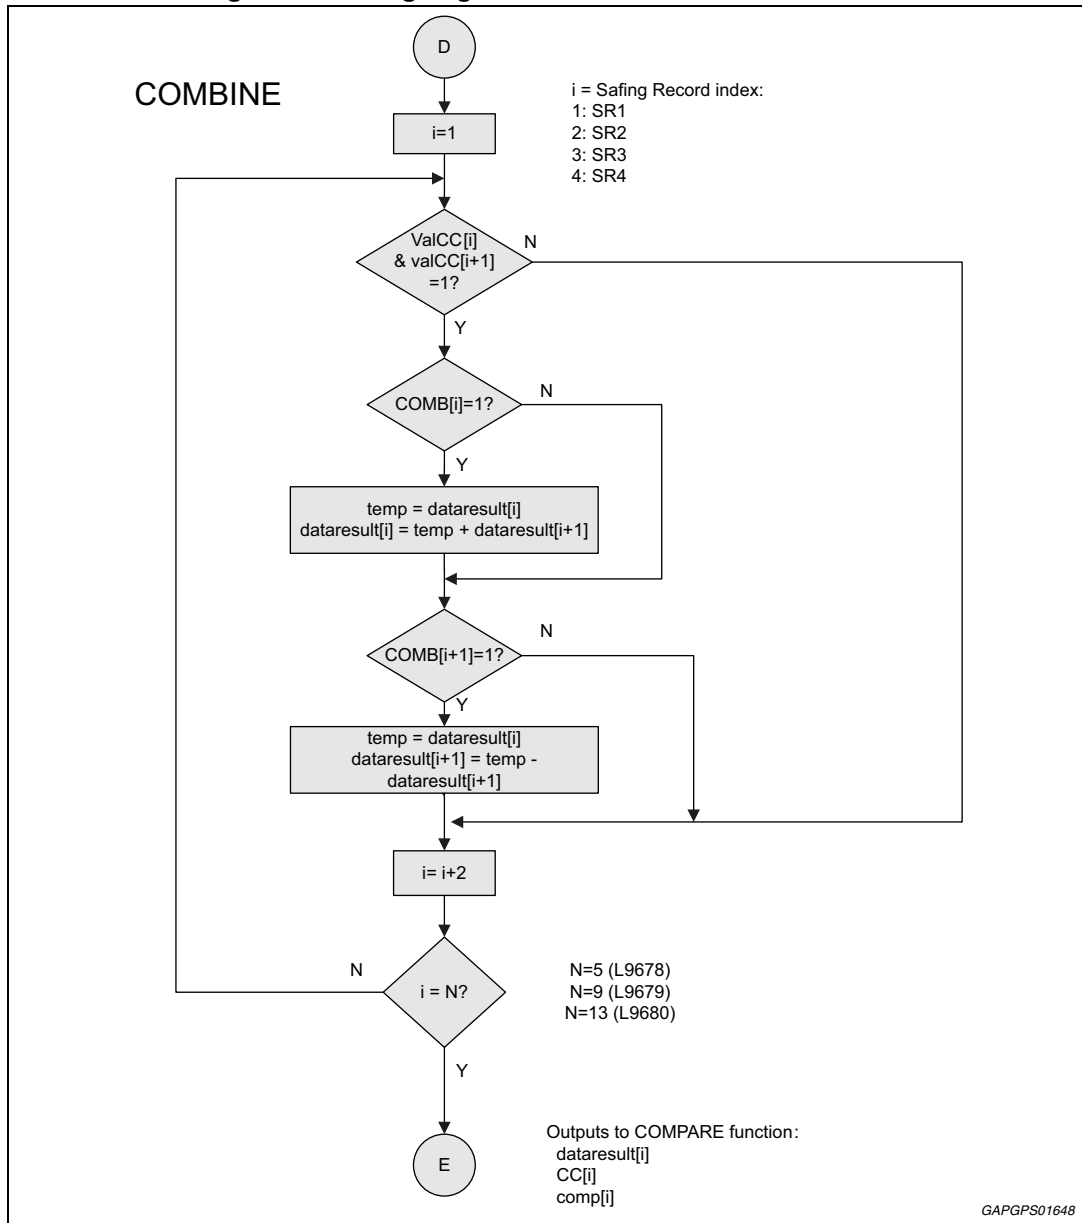 D
COMBINE
i = Safing Record index:
1: SR1
2: SR2
3: SR3
4: SR4
i=1
ValCC[i]
& valCC[i+1]
=1?
N
Y
COMB[i]=1?
N
Y
temp = dataresult[i]
dataresult[i] = temp + dataresult[i+1]
COMB[i+1]=1?
N
Y
temp = dataresult[i]
dataresult[i+1] = temp -
dataresult[i+1]
i= i+2
i = N?
N
N=5 (L9678)
N=9 (L9679)
N=13 (L9680)
Y
E
Outputs to COMPARE function:
dataresult[i]
CC[i]
comp[i]
GAPGPS01648